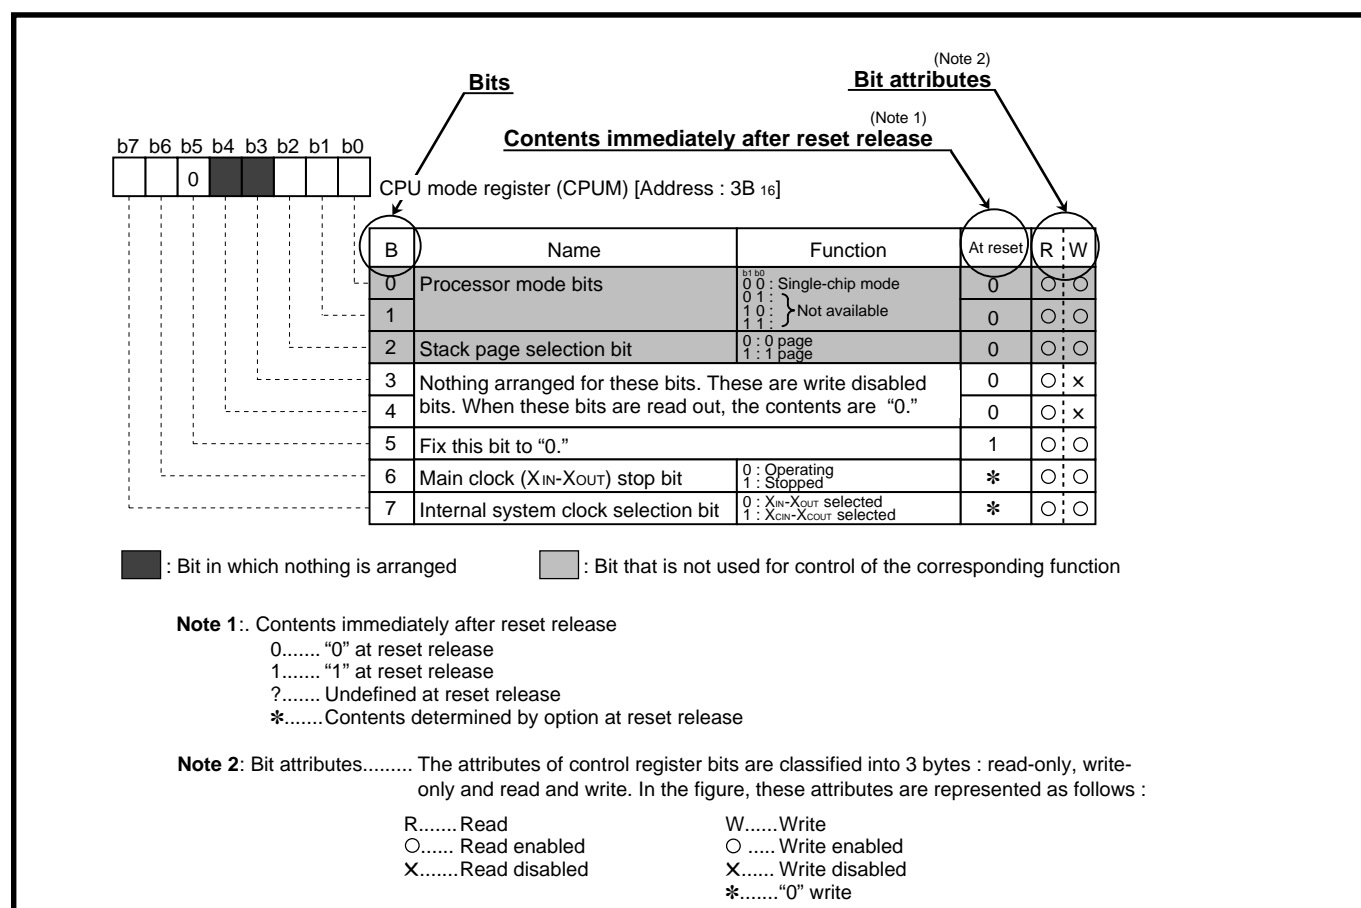 (Note 2)
Bits
Bit attributes
(Note 1)
Contents immediately after reset release
b7 b6 b5 b4 b3 b2 b1 b0
0
CPU mode register (CPUM) [Address : 3B 16]
B Name Function At reset R W
0 Processor mode bits b1 b0
0 0 : Single-chip mode 0 ○ ○
0 1 :
1 1 0 : Not available 0 ○ ○
1 1 :
2 Stack page selection bit 0 : 0 page 0 ○ ○
1 : 1 page
3 Nothing arranged for these bits. These are write disabled 0 ○ ×
4 bits. When these bits are read out, the contents are “0.” 0 ○ ×
5 Fix this bit to “0.” 1 ○ ○
6 Main clock (XIN-XOUT) stop bit 0 : Operating ✻ ○ ○
1 : Stopped
7 Internal system clock selection bit 0 : XIN-XOUT selected ✻ ○ ○
1 : XCIN-XCOUT selected
: Bit in which nothing is arranged : Bit that is not used for control of the corresponding function
Note 1:. Contents immediately after reset release
0....... “0” at reset release
1....... “1” at reset release
?....... Undefined at reset release
✻.......Contents determined by option at reset release
Note 2: Bit attributes......... The attributes of control register bits are classified into 3 bytes : read-only, write-
only and read and write. In the figure, these attributes are represented as follows :
R.......Read W......Write
○...... Read enabled ○ ..... Write enabled
×.......Read disabled ×...... Write disabled
✻.......“0” write